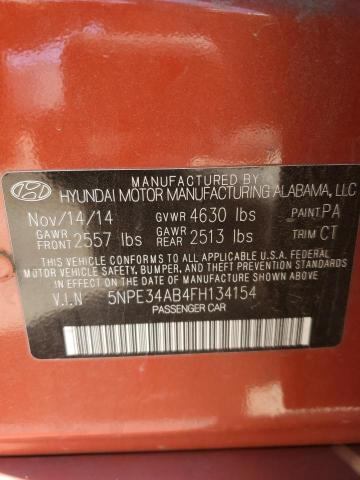 MANUFACTURED BY
HYUNDAI MOTOR MANUFACTURING ALABAMA, LLC
Nov/14/14 GVWR 4630 lbs PAINT PA
GAWR FRONT 2557 lbs GAWR REAR 2513 lbs TRIM CT
THIS VEHICLE CONFORMS TO ALL APPLICABLE U.S. FEDERAL
MOTOR VEHICLE SAFETY, BUMPER, AND THEFT PREVENTION
STANDARDS IN EFFECT ON THE DATE OF MANUFACTURE SHOWN ABOVE.
V.I.N 5NPE34AB4FH134154
PASSENGER CAR